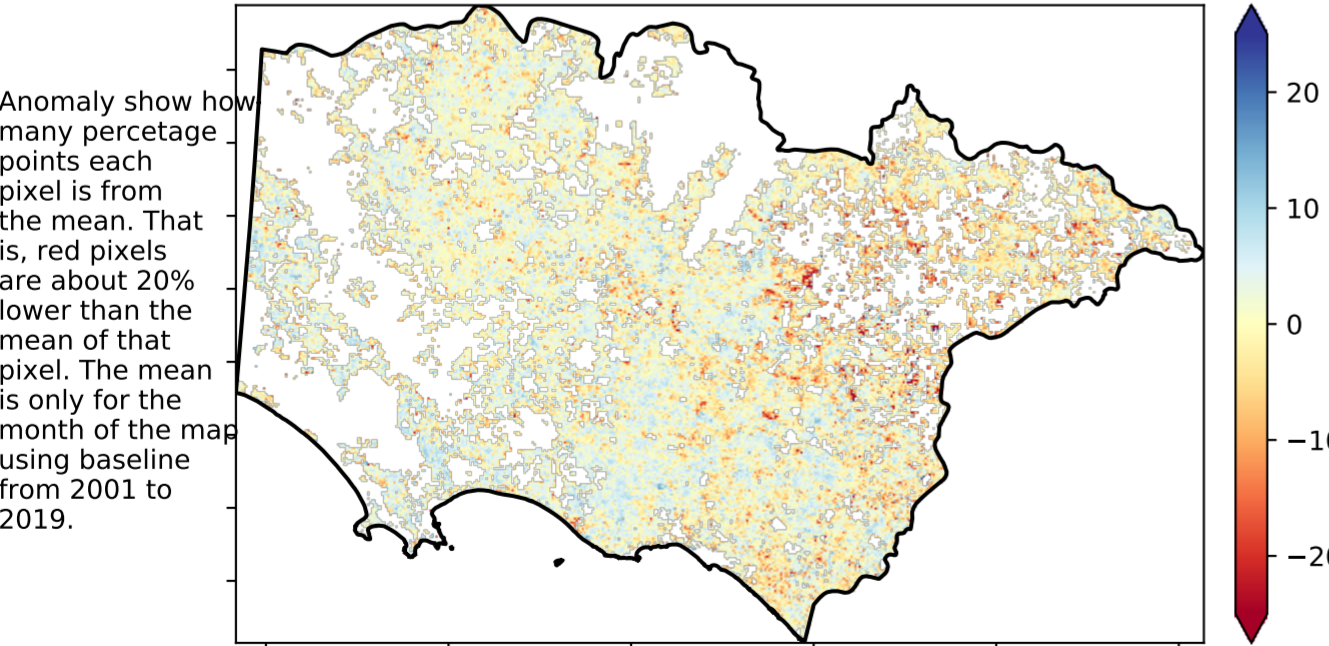 Anomaly show how
many percetage
points each
pixel is from
the mean. That
is, red pixels
are about 20%
lower than the
mean of that
pixel. The mean
is only for the
month of the map
using baseline
from 2001 to
2019.
20
10
0
−10
−20